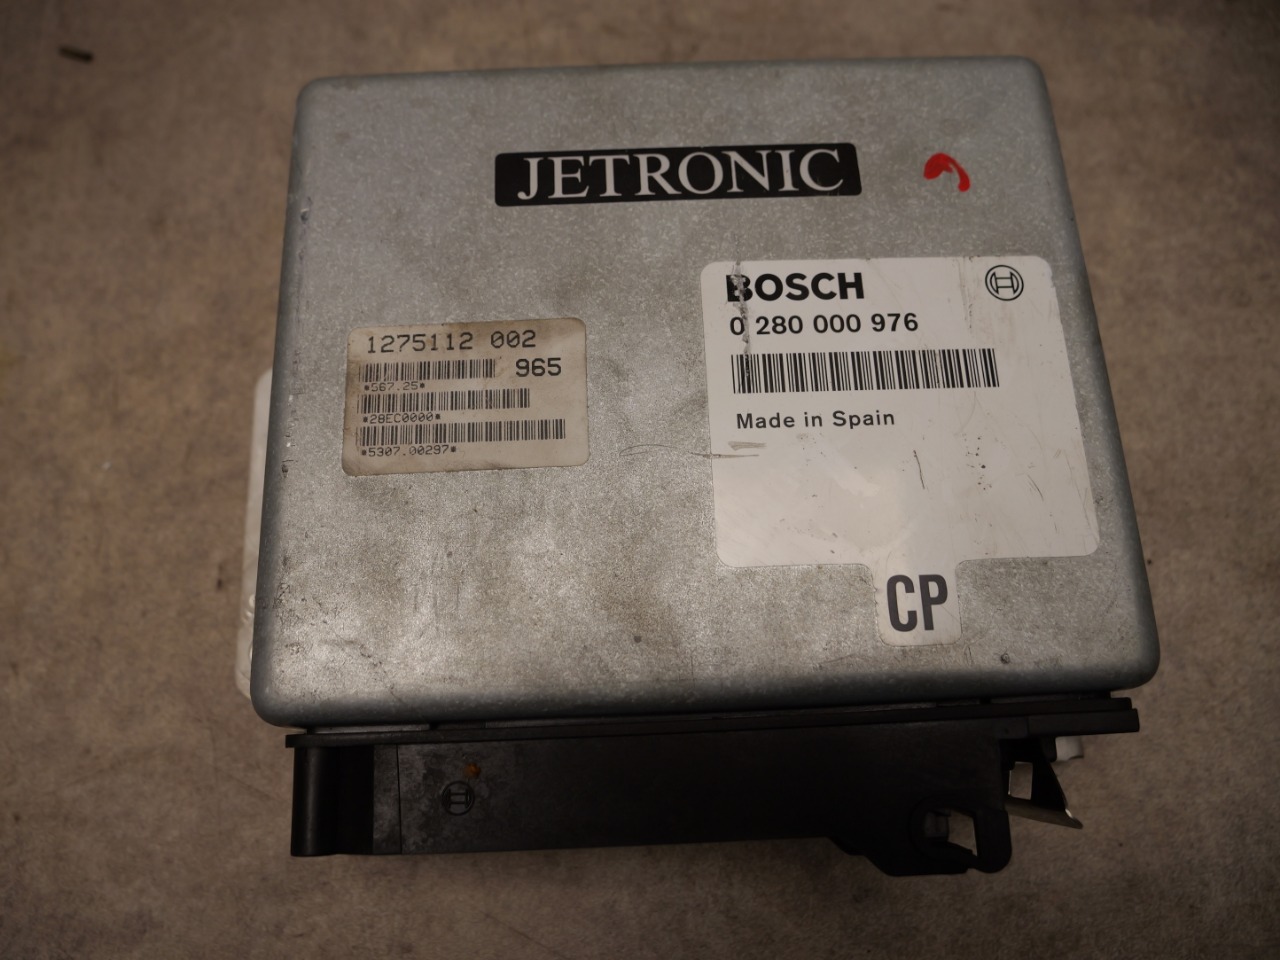 JETRONIC
BOSCH
0 280 000 976
Made in Spain
CP
1275112 002
965
*567.25*
*28EC0000*
*5307.00297*